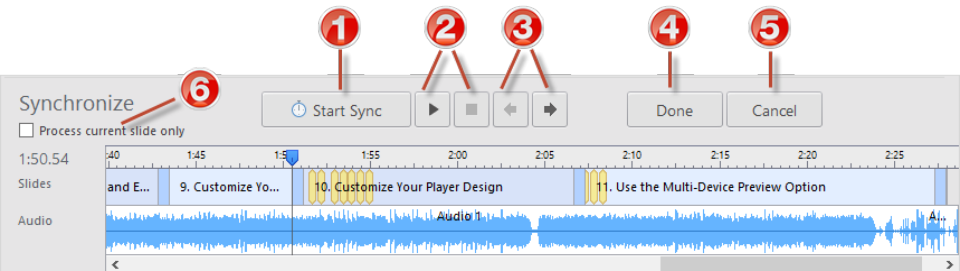 1 2 3 4 5
6
Synchronize
Start Sync
Done
Cancel
Process current slide only
1:50.54
:40 1:45 1:5 1:55 2:00 2:05 2:10 2:15 2:20 2:25
Slides
and E... 9. Customize Yo... 10. Customize Your Player Design 11. Use the Multi-Device Preview Option
Audio
Audio 1 A...